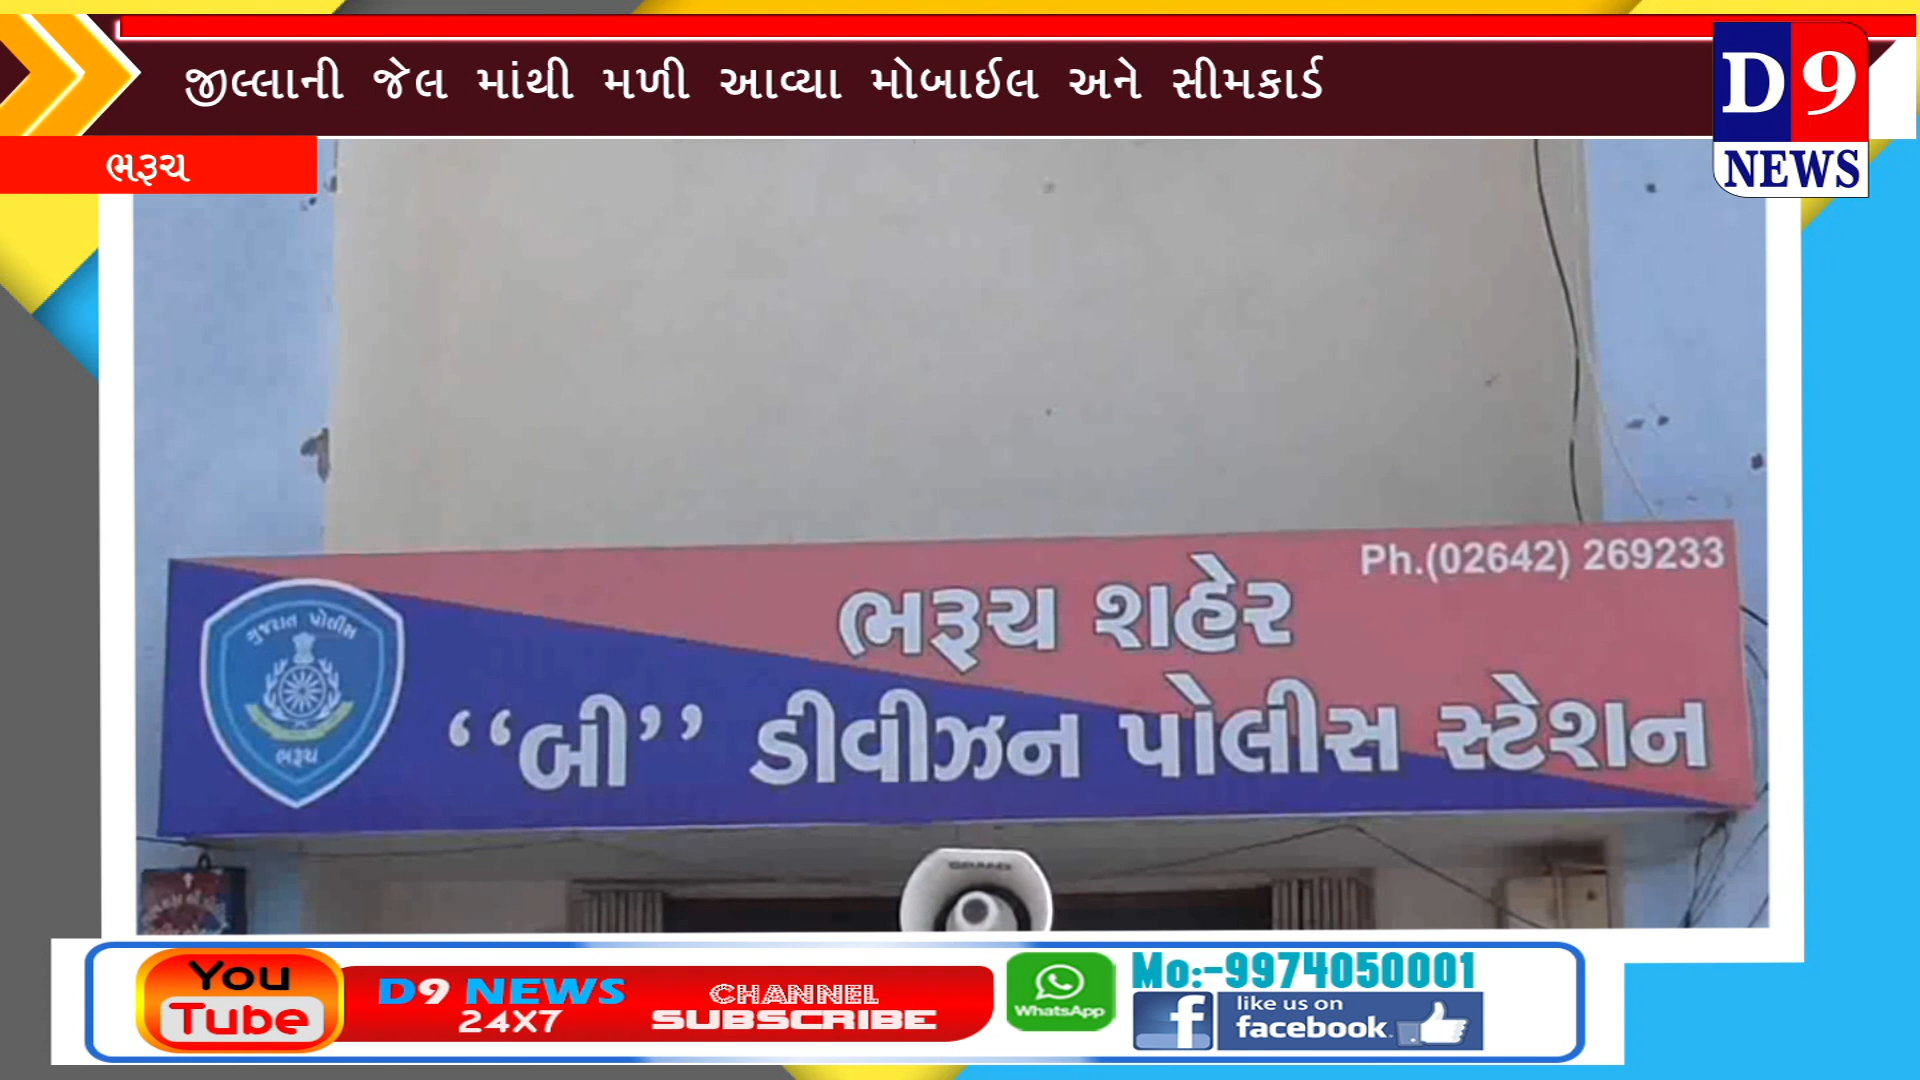 જીલ્લાની જેલ માંથી મળી આવ્યા મોબાઈલ અને સીમકાર્ડ
D9
NEWS
ભરૂચ
Ph.(02642) 269233
ભરૂચ શહેર
ગુજરાત પોલીસ
ભરૂચ
“બી” ડીવીઝન પોલીસ સ્ટેશન
You
Tube
D9 NEWS
24X7
CHANNEL
SUBSCRIBE
WhatsApp
Mo:-9974050001
like us on
facebook.